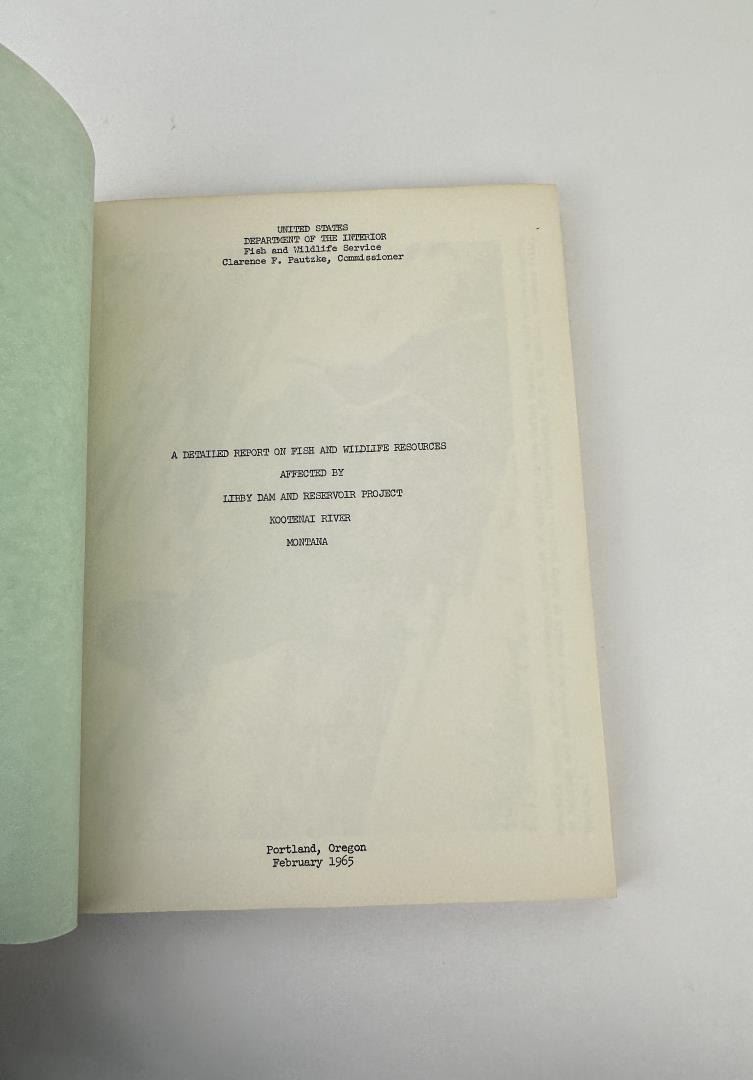 UNITED STATES
DEPARTMENT OF THE INTERIOR
Fish and Wildlife Service
Clarence F. Pautzke, Commissioner
A DETAILED REPORT ON FISH AND WILDLIFE RESOURCES
AFFECTED BY
LIBBY DAM AND RESERVOIR PROJECT
KOOTENAI RIVER
MONTANA
Portland, Oregon
February 1965